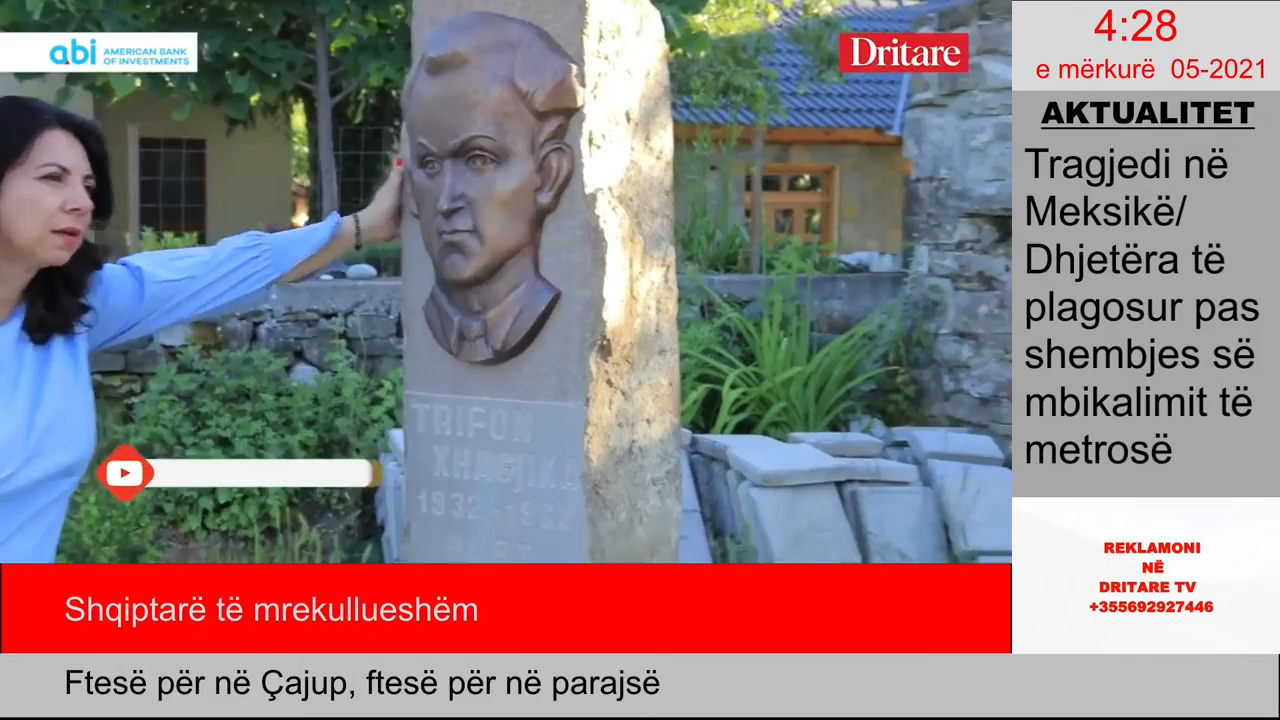 abi AMERICAN BANK
OF INVESTMENTS
Dritare
TRIFON
XHAGJIKA
1932 -
Shqiptarë të mrekullueshëm
Ftesë për në Çajup, ftesë për në parajsë
4:28
e mërkurë 05-2021
AKTUALITET
Tragjedi në
Meksikë/
Dhjetëra të
plagosur pas
shembjes së
mbikalimit të
metrosë
REKLAMONI
NË
DRITARE TV
+355692927446